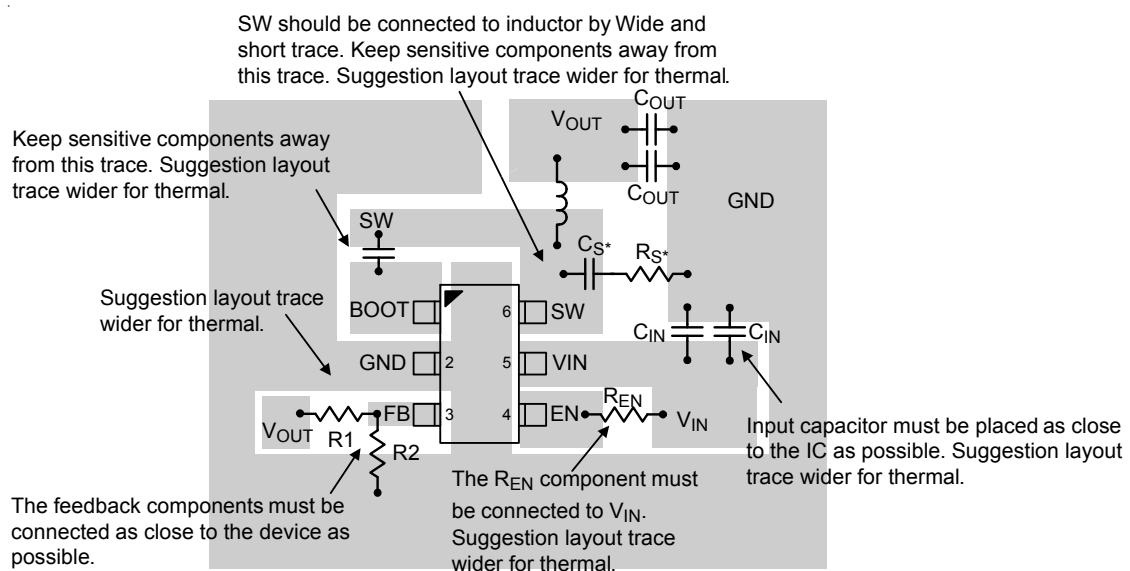 SW should be connected to inductor by Wide and
short trace. Keep sensitive components away from
this trace. Suggestion layout trace wider for thermal.
Keep sensitive components away
from this trace. Suggestion layout
trace wider for thermal.
COUT
VOUT
COUT
GND
SW
CS*
RS*
Suggestion layout trace
wider for thermal.
BOOT
6
SW
CIN
CIN
GND
2
5
VIN
FB
3
4
EN
REN
VIN
VOUT
R1
R2
Input capacitor must be placed as close
to the IC as possible. Suggestion layout
trace wider for thermal.
The feedback components must be
connected as close to the device as
possible.
The REN component must
be connected to VIN.
Suggestion layout trace
wider for thermal.